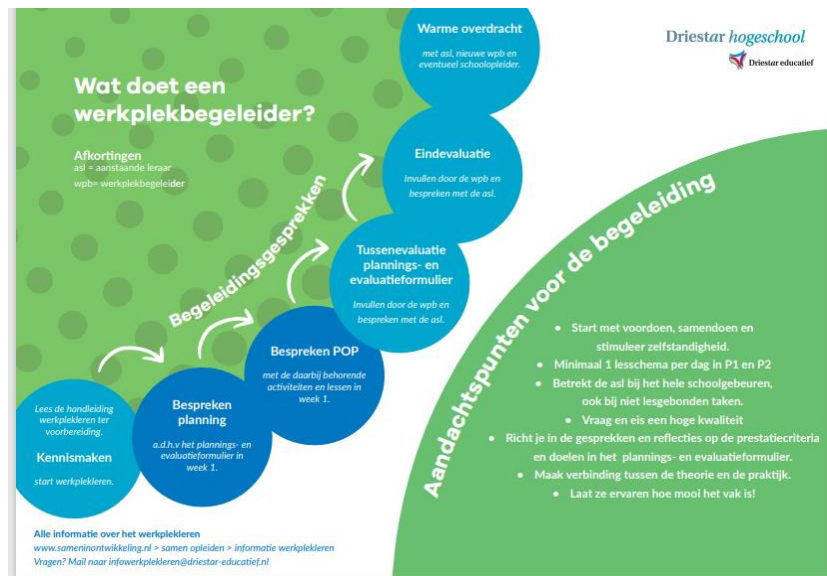 Wat doet een
werkplekbegeleider?
Afkortingen
asl = aanstaande leraar
wpb= werkplekbegeleider
Begeleidingsgesprekken
Lees de handleiding
werkplekleren ter
voorbereiding.
Kennismaken
start werkplekleren.
Bespreken
planning
a.d.h.v het plannings- en
evaluatieformulier in
week 1.
Bespreken POP
met de daarbij behorende
activiteiten en lessen in
week 1.
Tussenevaluatie
plannings- en
evaluatieformulier
Invullen door de wpb en
bespreken met de asl.
Eindevaluatie
Invullen door de wpb en
bespreken met de asl.
Warme overdracht
met asl, nieuwe wpb en
eventueel schoolopleider.
Driestar hogeschool
Driestar educatief
Aandachtspunten voor de begeleiding
• Start met voordoen, samendoen en
stimuleer zelfstandigheid.
• Minimaal 1 lesschema per dag in P1 en P2
• Betrekt de asl bij het hele schoolgebeuren,
ook bij niet lesgebonden taken.
• Vraag en eis een hoge kwaliteit
• Richt je in de gesprekken en reflecties op de prestatiecriteria
en doelen in het plannings- en evaluatieformulier.
• Maak verbinding tussen de theorie en de praktijk.
• Laat ze ervaren hoe mooi het vak is!
Alle informatie over het werkplekleren
www.sameninontwikkeling.nl > samen opleiden > informatie werkplekleren
Vragen? Mail naar infowerkplekleren@driestar-educatief.nl